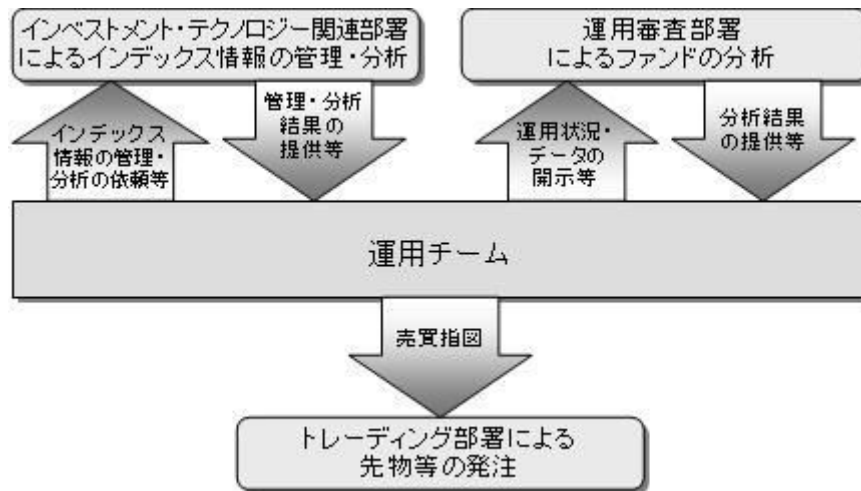 インベストメント・テクノロジー関連部署
によるインデックス情報の管理・分析
運用審査部署
によるファンドの分析
インデックス
情報の管理・
分析の依頼等
管理・分析
結果の
提供等
運用状況・
データの
開示等
分析結果
の提供等
運用チーム
売買指図
トレーディング部署による
先物等の発注